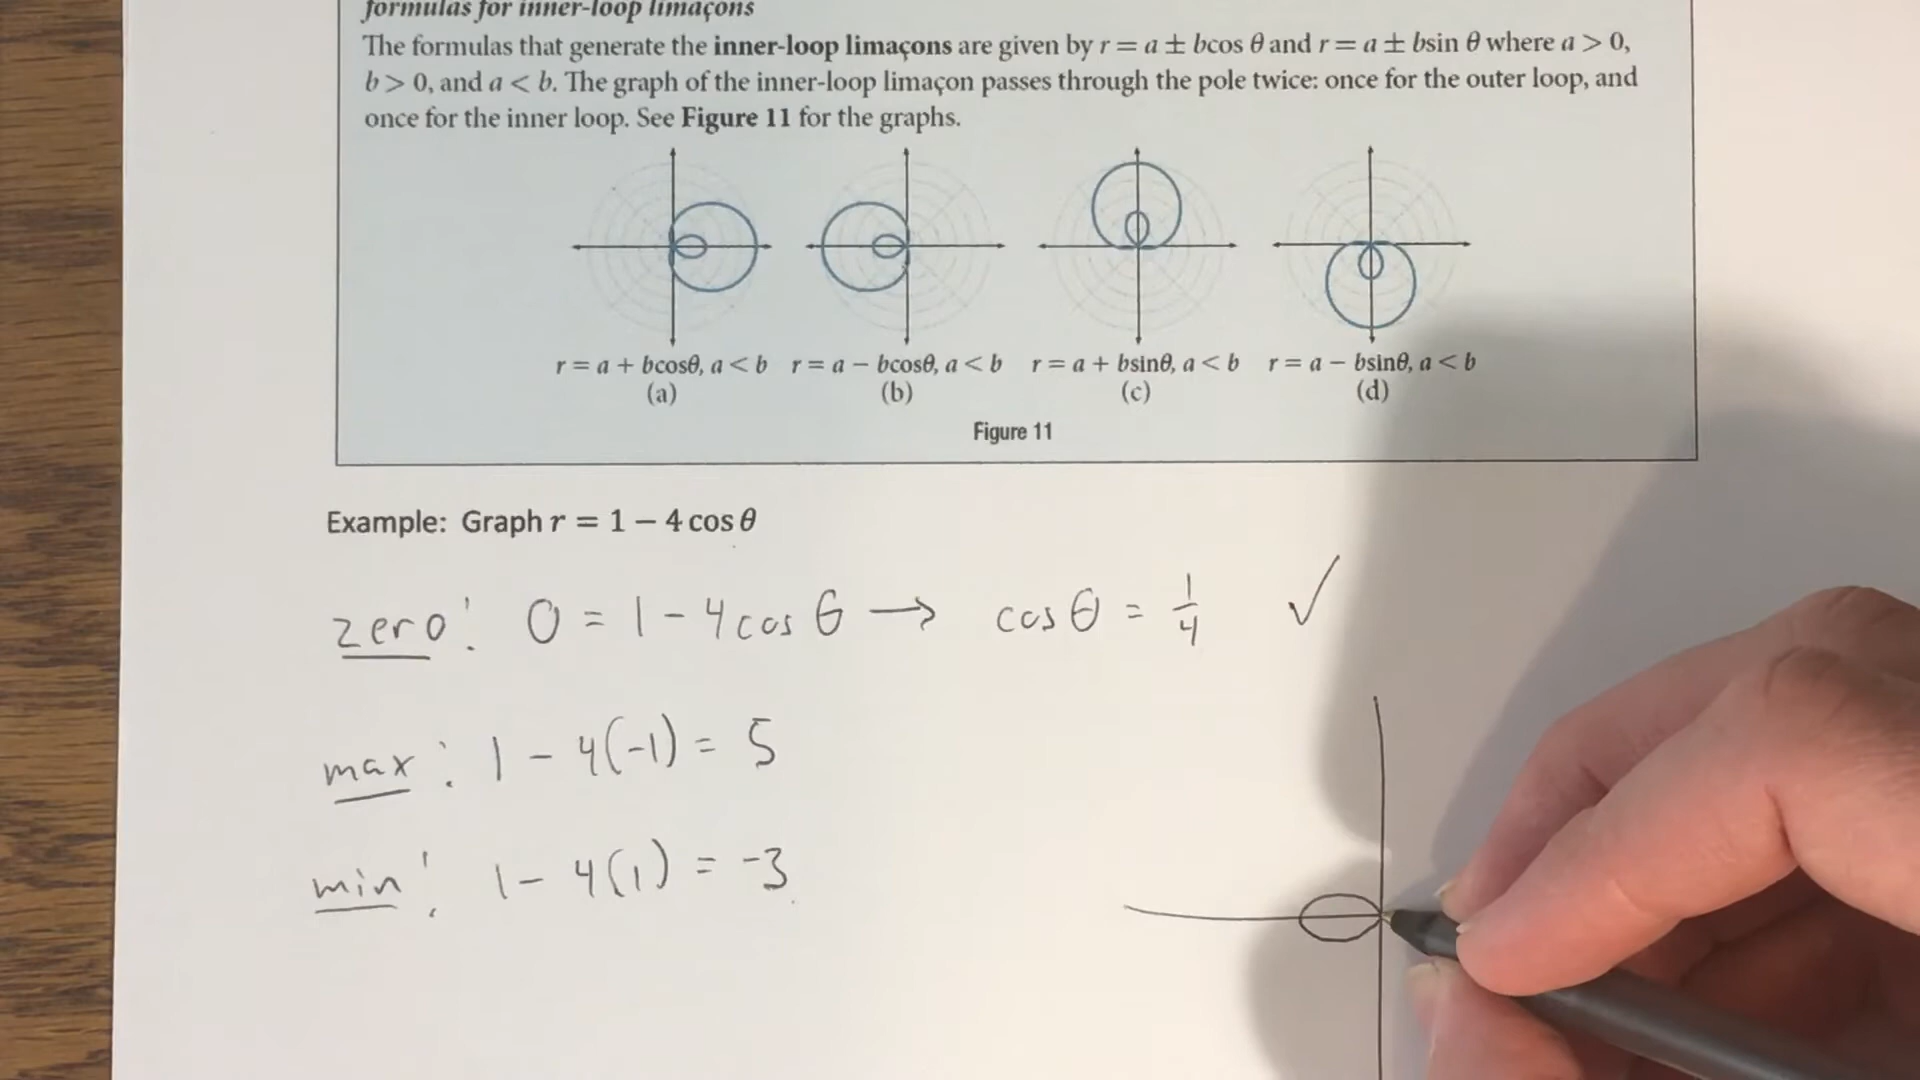 formulas for inner-loop limaçons
The formulas that generate the inner-loop limaçons are given by r = a ± bcos θ and r = a ± bsin θ where a > 0,
b > 0, and a < b. The graph of the inner-loop limaçon passes through the pole twice: once for the outer loop, and
once for the inner loop. See Figure 11 for the graphs.
r = a + bcosθ, a < b r = a − bcosθ, a < b r = a + bsinθ, a < b r = a − bsinθ, a < b
(a) (b) (c) (d)
Figure 11
Example: Graph r = 1 − 4 cos θ
zero: 0 = 1 - 4 cos θ → cos θ = 1/4 ✓
max: 1 - 4(-1) = 5
min: 1 - 4(1) = -3